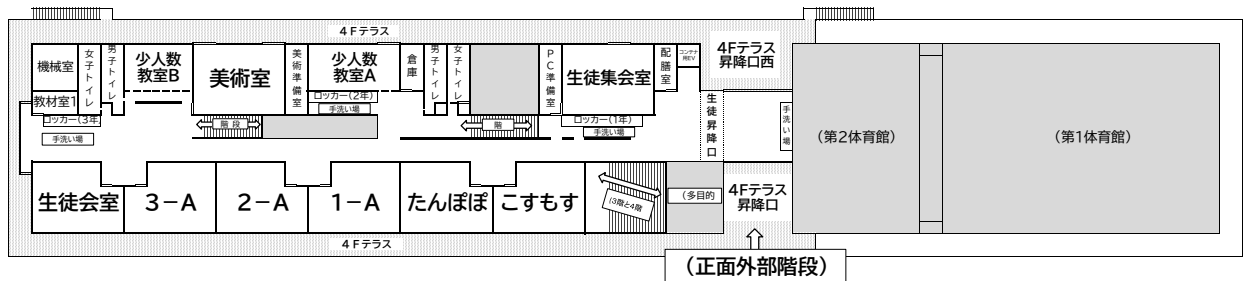 4Fテラス
機械室
女子トイレ
男子トイレ
少人数
教室B
美術室
美術準備室
少人数
教室A
倉庫
男子トイレ
女子トイレ
PC準備室
生徒集会室
配膳室
コンテナ
用EV
4Fテラス
昇降口西
教材室1
ロッカー(3年)
手洗い場
ロッカー(2年)
手洗い場
階段
階
ロッカー(1年)
手洗い場
生徒昇降口
手洗い場
(第2体育館)
(第1体育館)
生徒会室
3-A
2-A
1-A
たんぽぽ
こすもす
(3階と4階
(多目的
4Fテラス
昇降口
4Fテラス
(正面外部階段)